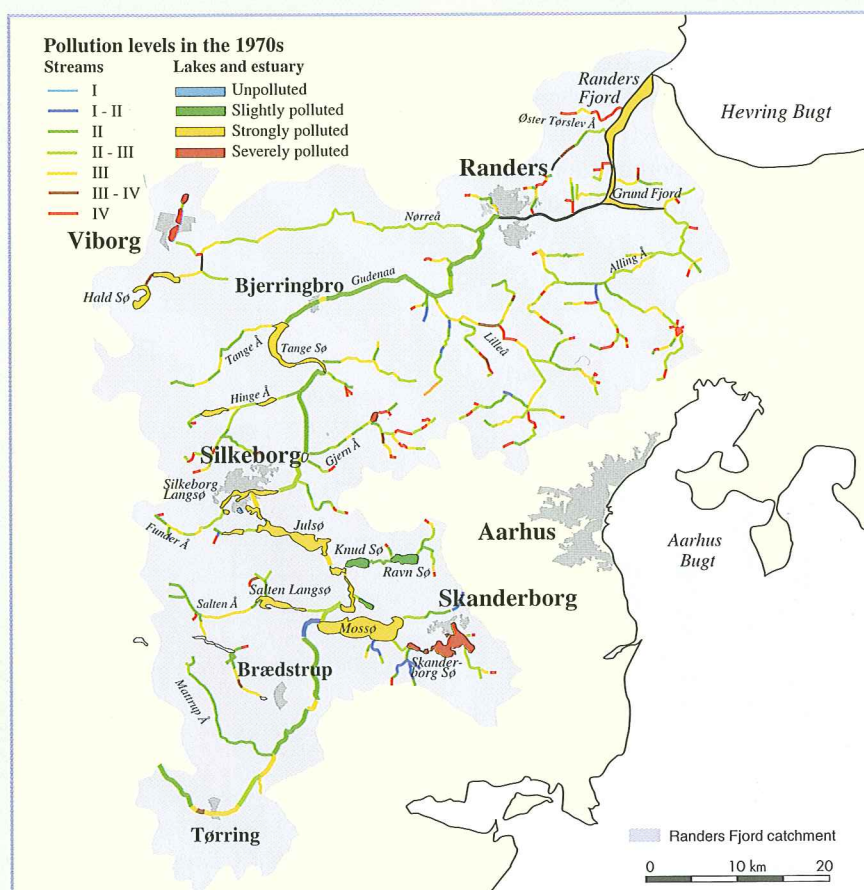 Pollution levels in the 1970s
Streams
Lakes and estuary
I
Unpolluted
I - II
Slightly polluted
II
Strongly polluted
II - III
Severely polluted
III
III - IV
IV
Randers
Fjord
Hevring Bugt
Øster Tørslev Å
Randers
Grund Fjord
Nørreå
Viborg
Alling Å
Hald Sø
Bjerringbro
Gudenaa
Lilleå
Tange Å
Tange Sø
Hinge Å
Gjern Å
Silkeborg
Silkeborg
Langsø
Funder Å
Julsø
Aarhus
Aarhus
Bugt
Knud Sø
Ravn Sø
Salten Langsø
Salten Å
Skanderborg
Mossø
Skander-
borg Sø
Brædstrup
Mattrup Å
Tørring
Randers Fjord catchment
0 10 km 20